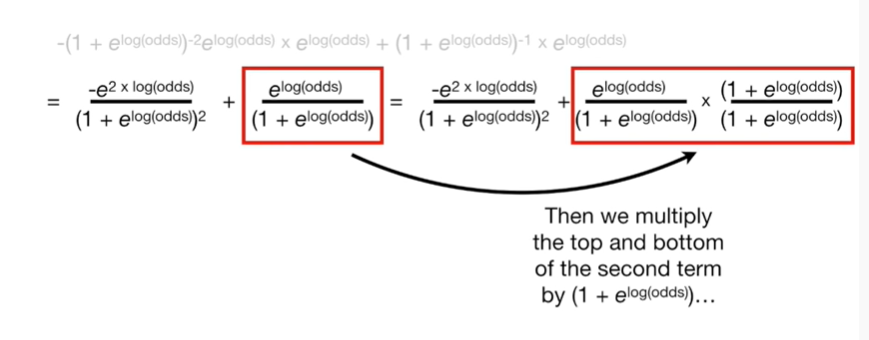 -(1 + e^log(odds))^-2 e^log(odds) x e^log(odds) + (1 + e^log(odds))^-1 x e^log(odds)
= -e^2 x log(odds) / (1 + e^log(odds))^2 + e^log(odds) / (1 + e^log(odds)) = -e^2 x log(odds) / (1 + e^log(odds))^2 + e^log(odds) / (1 + e^log(odds)) x (1 + e^log(odds)) / (1 + e^log(odds))
Then we multiply
the top and bottom
of the second term
by (1 + e^log(odds))…